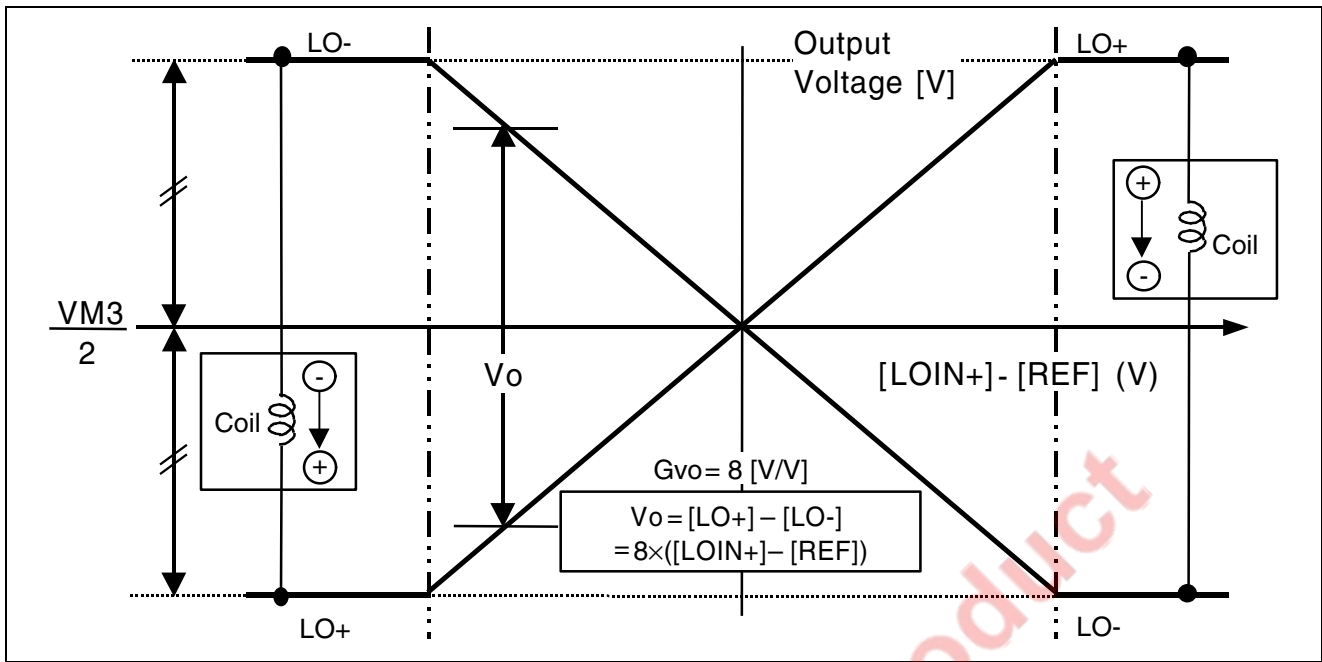 LO-
Output
Voltage [V]
LO+
+
-
Coil
VM3
2
Vo
[LOIN+]- [REF] (V)
-
Coil
+
Gvo= 8 [V/V]
Vo=[LO+]–[LO-]
=8×([LOIN+]–[REF])
LO+
LO-
oduct